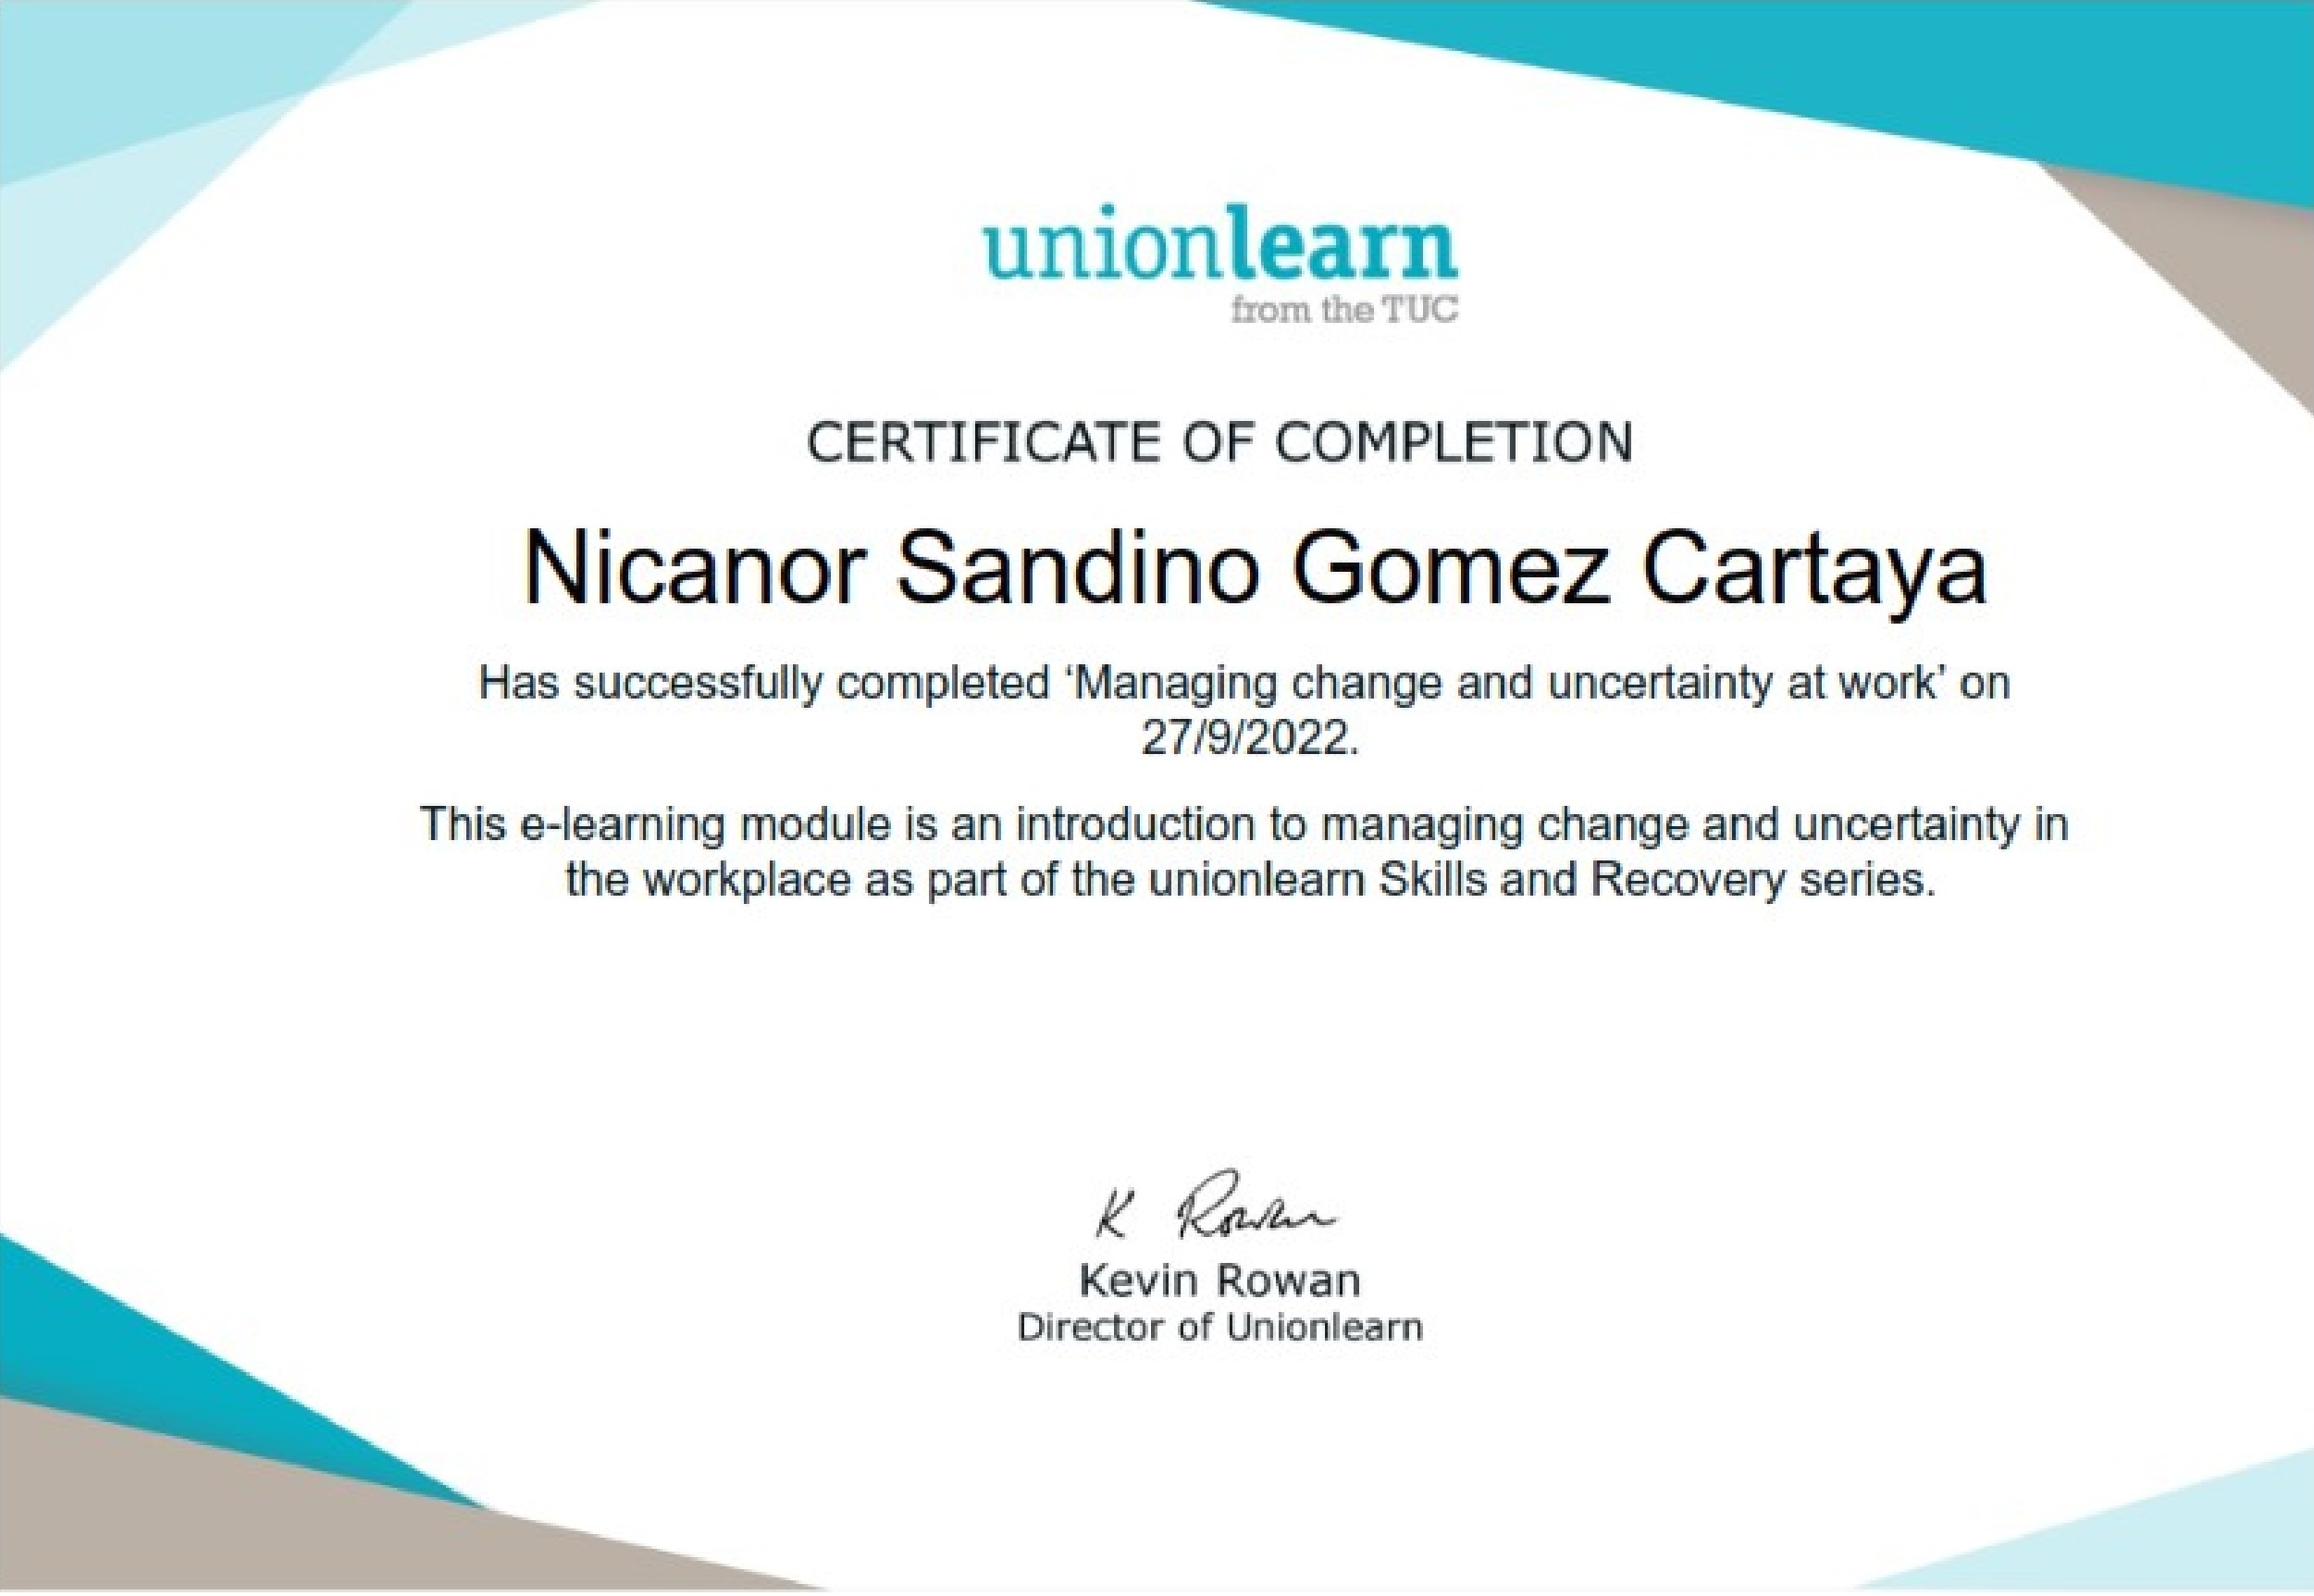 unionlearn
from the TUC
CERTIFICATE OF COMPLETION
Nicanor Sandino Gomez Cartaya
Has successfully completed ‘Managing change and uncertainty at work’ on
27/9/2022.
This e-learning module is an introduction to managing change and uncertainty in
the workplace as part of the unionlearn Skills and Recovery series.
K Rowan
Kevin Rowan
Director of Unionlearn